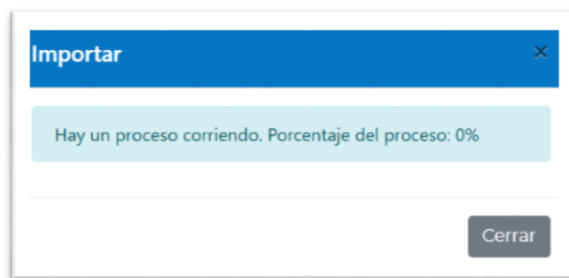 Importar ×
Hay un proceso corriendo. Porcentaje del proceso: 0%
Cerrar